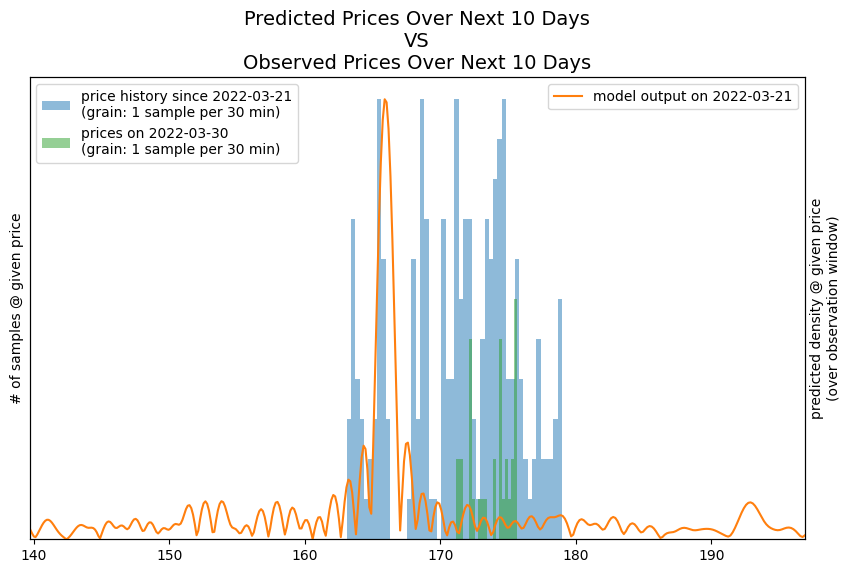 Predicted Prices Over Next 10 Days
VS
Observed Prices Over Next 10 Days
price history since 2022-03-21
(grain: 1 sample per 30 min)
prices on 2022-03-30
(grain: 1 sample per 30 min)
model output on 2022-03-21
# of samples @ given price
predicted density @ given price
(over observation window)
140 150 160 170 180 190